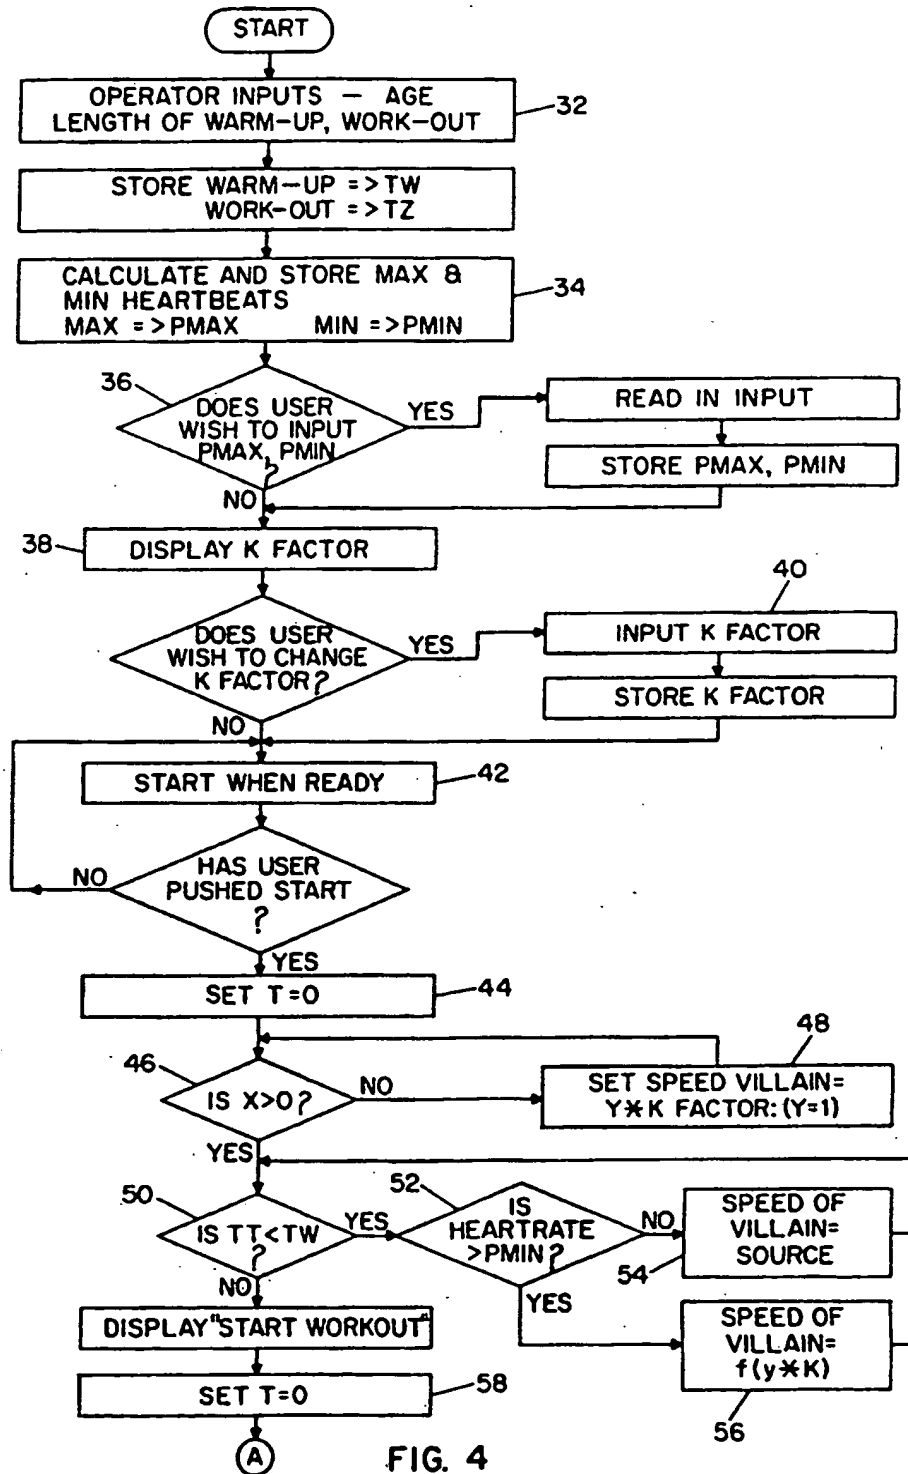 START
OPERATOR INPUTS — AGE
LENGTH OF WARM-UP, WORK-OUT
32
STORE WARM-UP =>TW
WORK-OUT =>TZ
CALCULATE AND STORE MAX &
MIN HEARTBEATS
MAX =>PMAX MIN =>PMIN
34
36
DOES USER
WISH TO INPUT
PMAX, PMIN
?
YES
READ IN INPUT
STORE PMAX, PMIN
NO
38
DISPLAY K FACTOR
40
DOES USER
WISH TO CHANGE
K FACTOR?
YES
INPUT K FACTOR
STORE K FACTOR
NO
START WHEN READY
42
HAS USER
PUSHED START
?
NO
YES
SET T=0
44
46
IS X>0?
NO
48
SET SPEED VILLAIN=
Y*K FACTOR:(Y=1)
YES
50
IS TT<TW
?
YES
52
IS
HEARTRATE
>PMIN?
NO
SPEED OF
VILLAIN=
SOURCE
54
NO
YES
DISPLAY "START WORKOUT"
SPEED OF
VILLAIN=
f(y*K)
56
SET T=0
58
A
FIG. 4